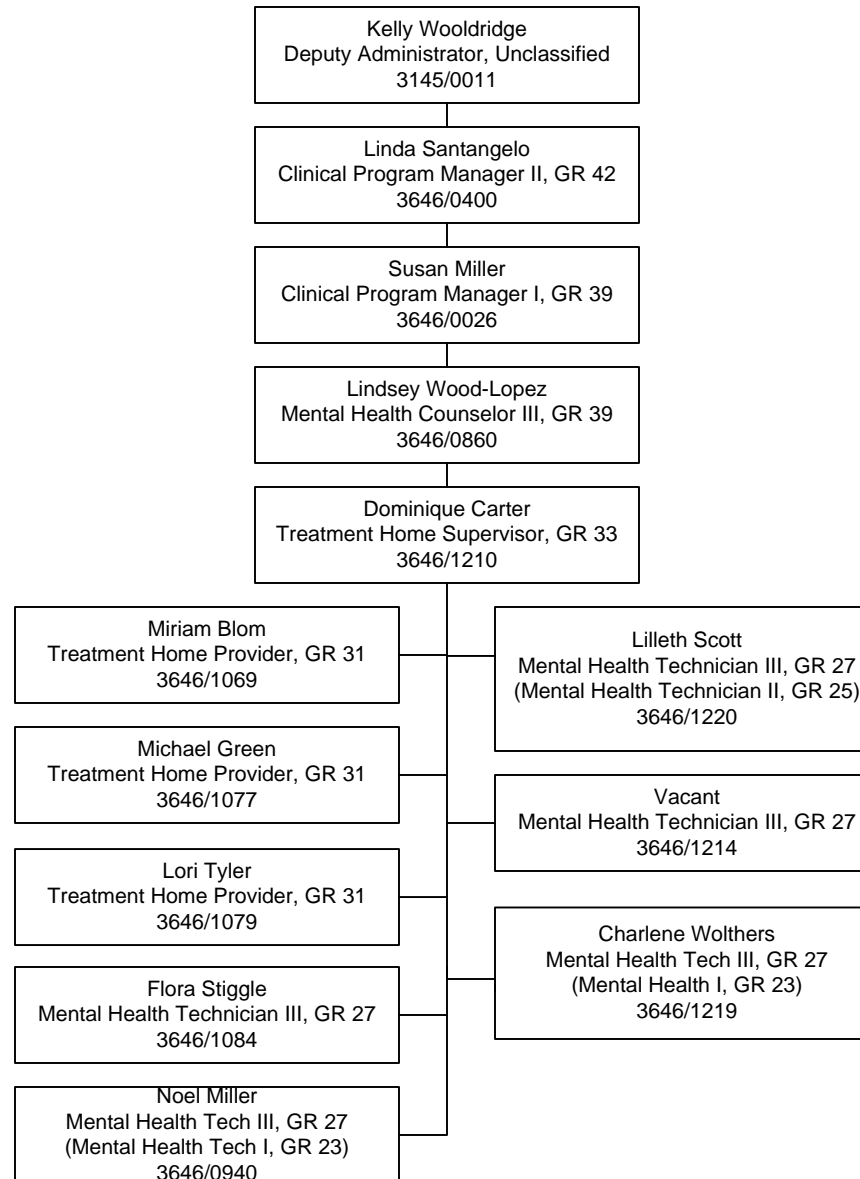 Kelly Wooldridge
Deputy Administrator, Unclassified
3145/0011
Linda Santangelo
Clinical Program Manager II, GR 42
3646/0400
Susan Miller
Clinical Program Manager I, GR 39
3646/0026
Lindsey Wood-Lopez
Mental Health Counselor III, GR 39
3646/0860
Dominique Carter
Treatment Home Supervisor, GR 33
3646/1210
Miriam Blom
Treatment Home Provider, GR 31
3646/1069
Michael Green
Treatment Home Provider, GR 31
3646/1077
Lori Tyler
Treatment Home Provider, GR 31
3646/1079
Flora Stiggle
Mental Health Technician III, GR 27
3646/1084
Noel Miller
Mental Health Tech III, GR 27
(Mental Health Tech I, GR 23)
3646/0940
Lilleth Scott
Mental Health Technician III, GR 27
(Mental Health Technician II, GR 25)
3646/1220
Vacant
Mental Health Technician III, GR 27
3646/1214
Charlene Wolthers
Mental Health Tech III, GR 27
(Mental Health I, GR 23)
3646/1219